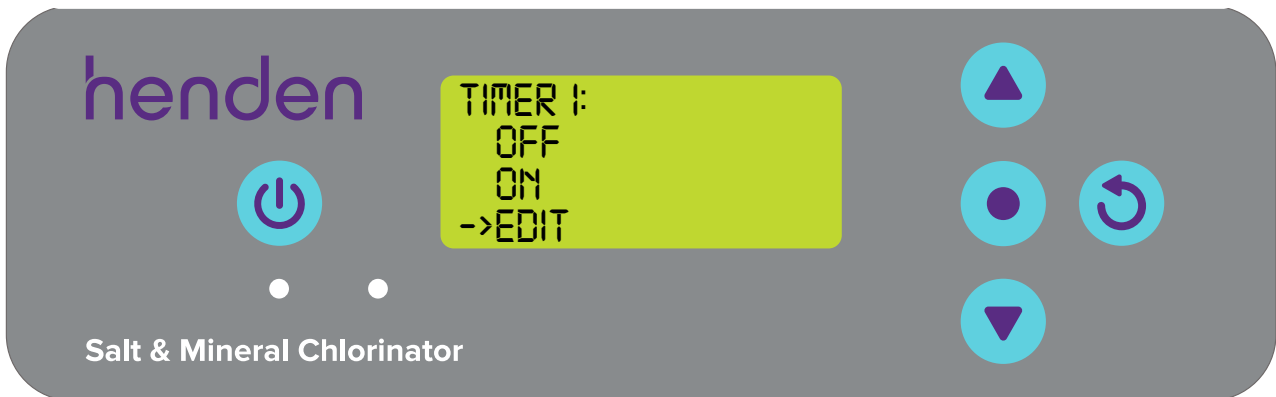 henden
TIMER 1:
OFF
ON
->EDIT
Salt & Mineral Chlorinator